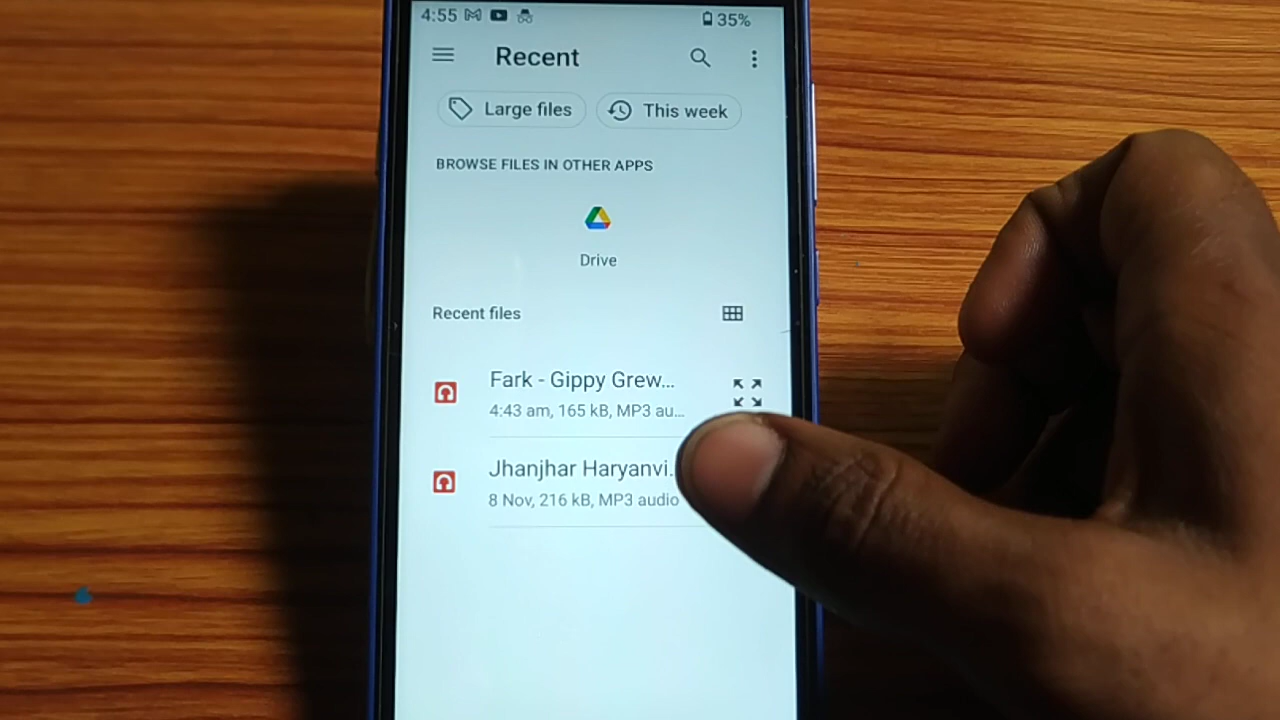 4:55 35%
Recent
Large files This week
BROWSE FILES IN OTHER APPS
Drive
Recent files
Fark - Gippy Grew...
4:43 am, 165 kB, MP3 au...
Jhanjhar Haryanvi.
8 Nov, 216 kB, MP3 audio